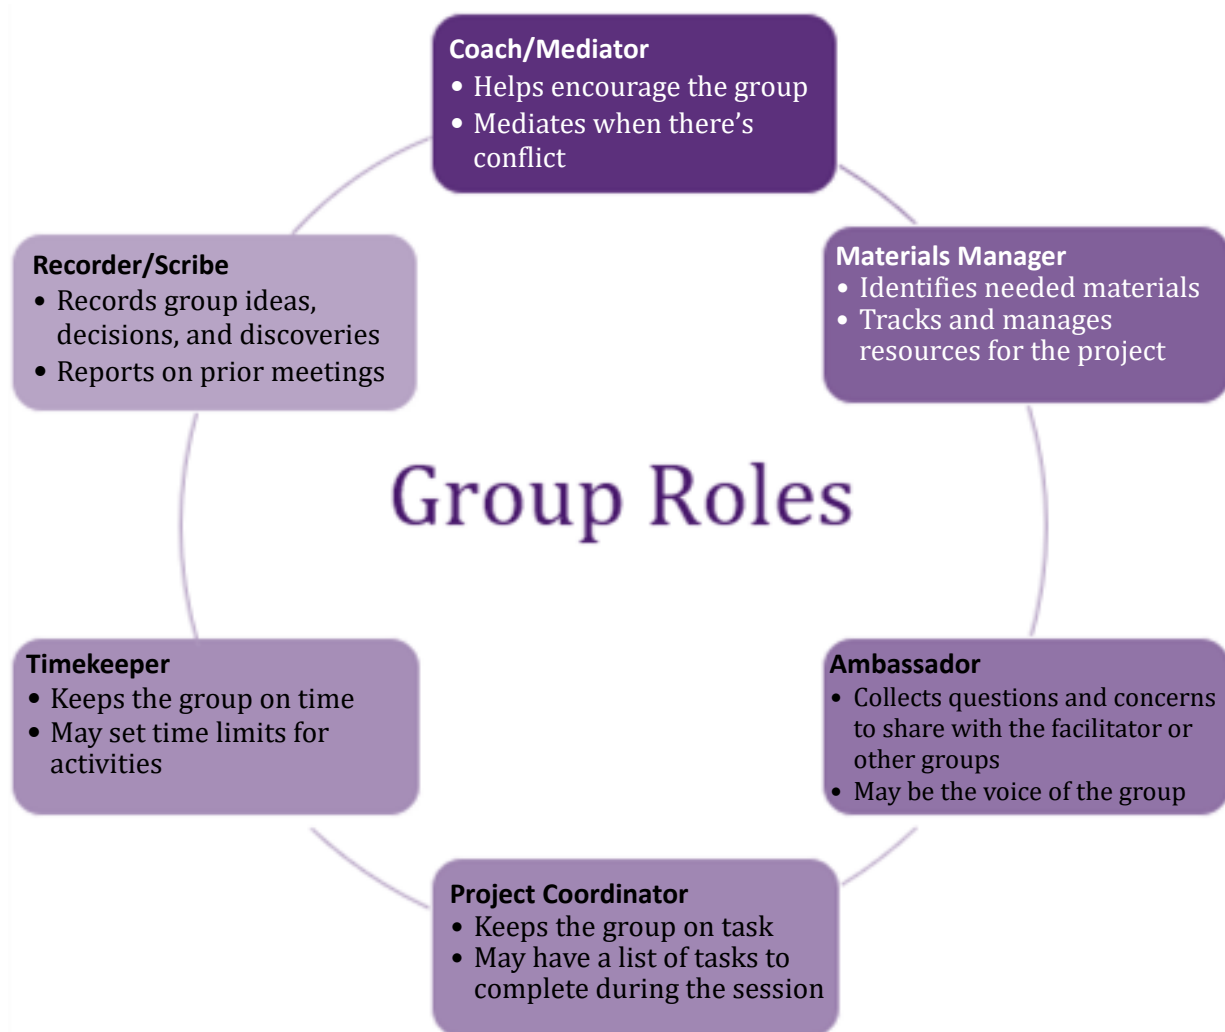 Coach/Mediator
• Helps encourage the group
• Mediates when there’s
conflict
Materials Manager
• Identifies needed materials
• Tracks and manages
resources for the project
Ambassador
• Collects questions and concerns
to share with the facilitator or
other groups
• May be the voice of the group
Project Coordinator
• Keeps the group on task
• May have a list of tasks to
complete during the session
Timekeeper
• Keeps the group on time
• May set time limits for
activities
Recorder/Scribe
• Records group ideas,
decisions, and discoveries
• Reports on prior meetings
Group Roles